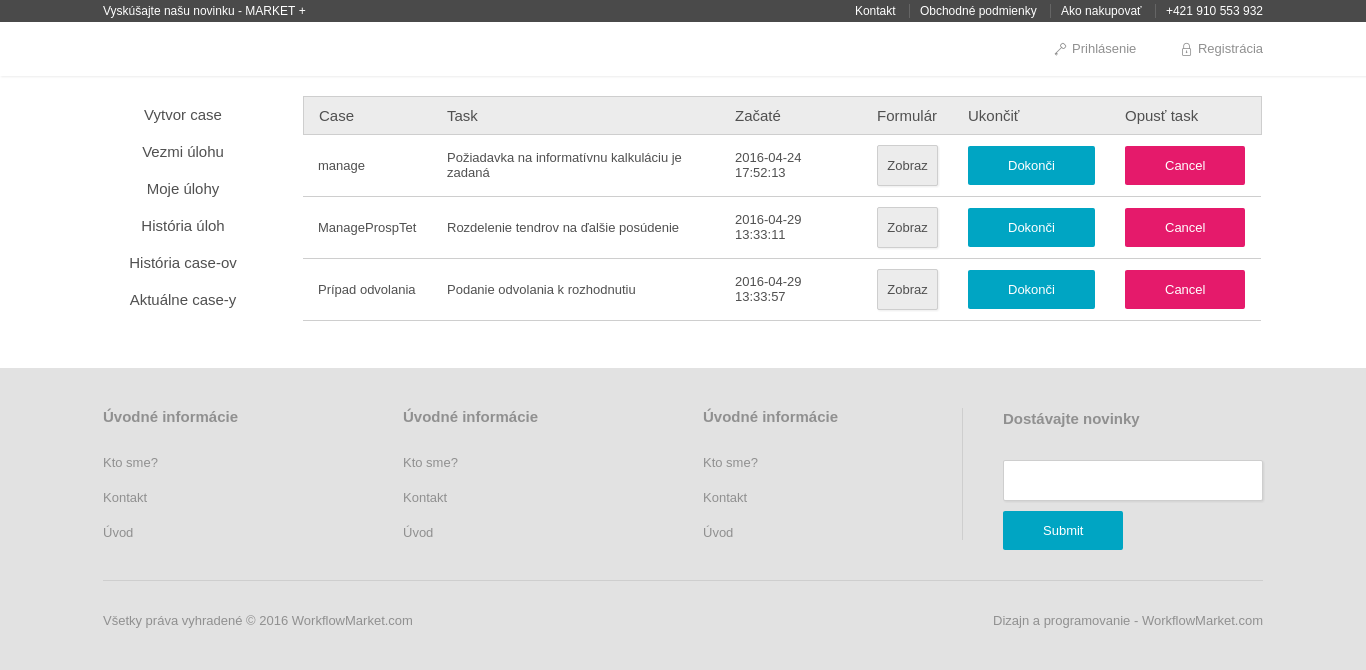 Vyskúšajte našu novinku - MARKET +
Kontakt
Obchodné podmienky
Ako nakupovať
+421 910 553 932
Prihlásenie
Registrácia
Vytvor case
Vezmi úlohu
Moje úlohy
História úloh
História case-ov
Aktuálne case-y
Case Task Začaté Formulár Ukončiť Opusť task
manage
Požiadavka na informatívnu kalkuláciu je
zadaná
2016-04-24
17:52:13
Zobraz
Dokonči
Cancel
ManageProspTet
Rozdelenie tendrov na ďalšie posúdenie
2016-04-29
13:33:11
Zobraz
Dokonči
Cancel
Prípad odvolania
Podanie odvolania k rozhodnutiu
2016-04-29
13:33:57
Zobraz
Dokonči
Cancel
Úvodné informácie
Kto sme?
Kontakt
Úvod
Úvodné informácie
Kto sme?
Kontakt
Úvod
Úvodné informácie
Kto sme?
Kontakt
Úvod
Dostávajte novinky
Submit
Všetky práva vyhradené © 2016 WorkflowMarket.com
Dizajn a programovanie - WorkflowMarket.com